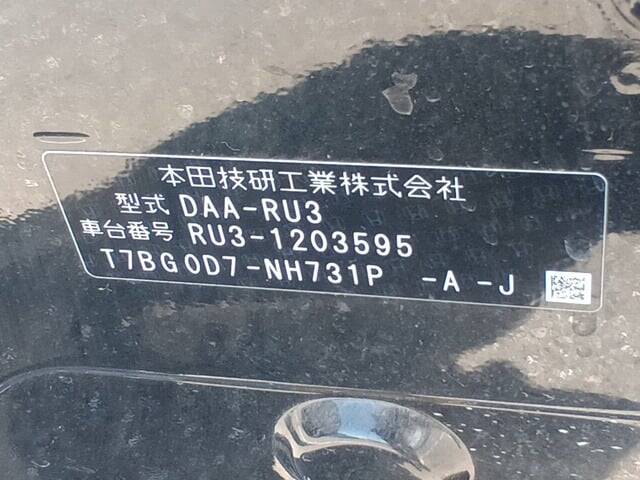 本田技研工業株式会社
型式 DAA-RU3
車台番号 RU3-1203595
T7BG0D7-NH731P -A -J